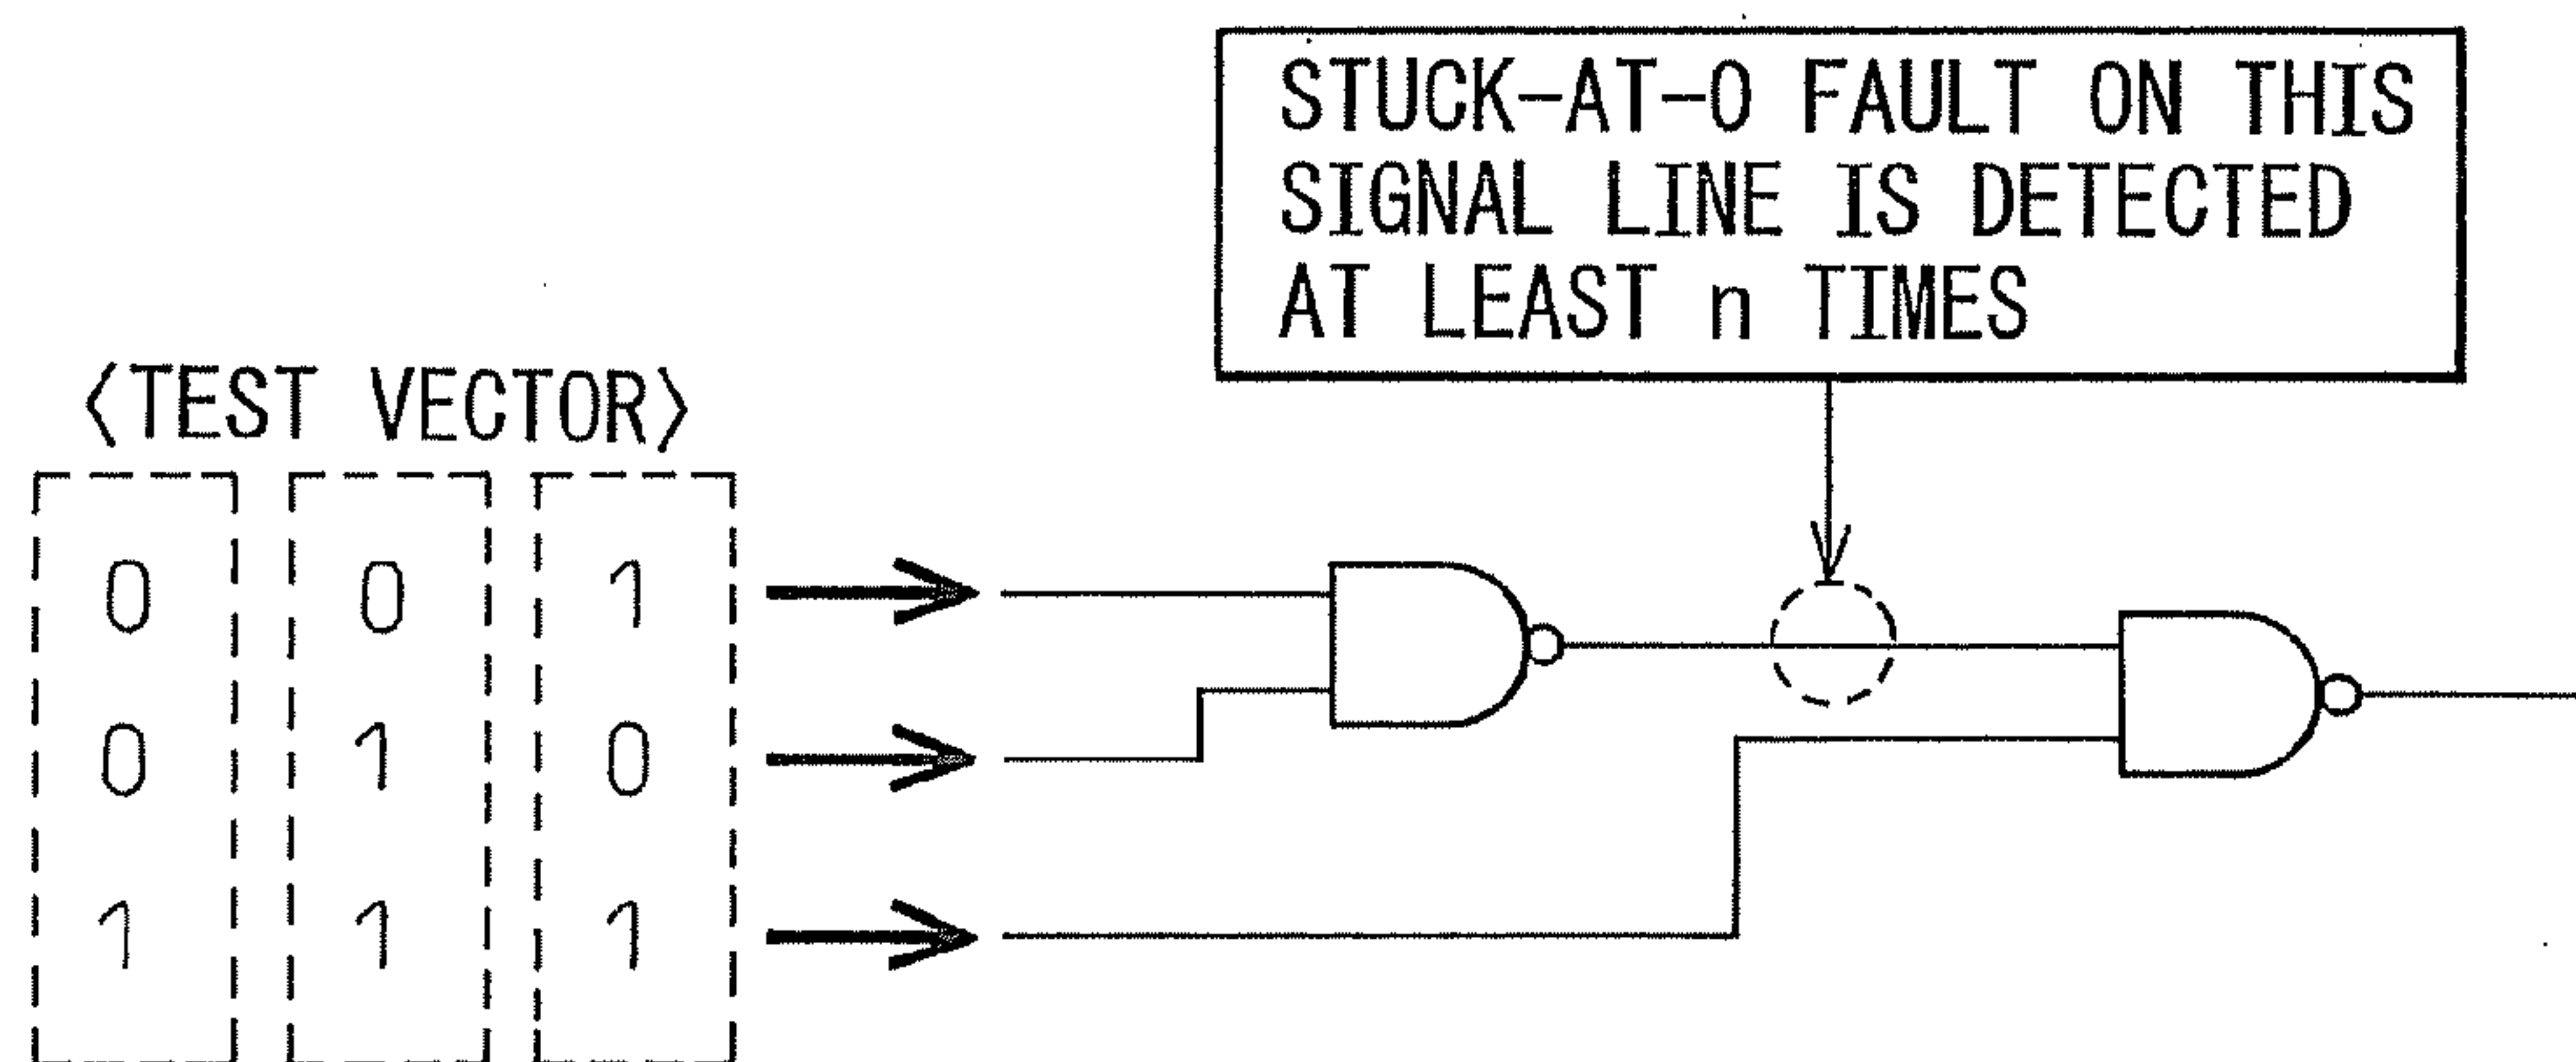 STUCK-AT-0 FAULT ON THIS
SIGNAL LINE IS DETECTED
AT LEAST n TIMES
〈TEST VECTOR〉
0 0 1
0 1 0
1 1 1